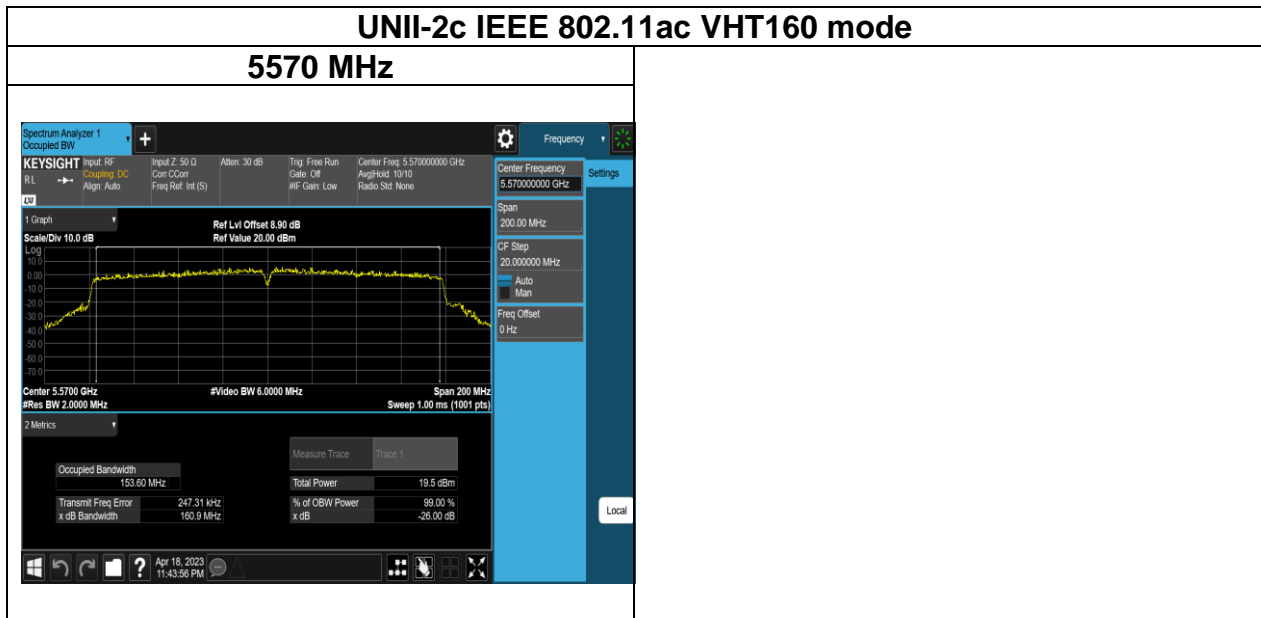 UNII-2c IEEE 802.11ac VHT160 mode
5570 MHz
Spectrum Analyzer 1
Occupied BW
Frequency
KEYSIGHT
RL
LXI
Input: RF
Coupling: DC
Align: Auto
Input Z: 50 Ω
Corr CCorr
Freq Ref: Int (S)
Atten: 30 dB
Trig: Free Run
Gate: Off
#IF Gain: Low
Center Freq: 5.570000000 GHz
Avg|Hold: 10/10
Radio Std: None
Center Frequency
5.570000000 GHz
Settings
Span
200.00 MHz
CF Step
20.000000 MHz
Auto
Man
Freq Offset
0 Hz
1 Graph
Scale/Div 10.0 dB
Ref Lvl Offset 8.90 dB
Ref Value 20.00 dBm
Log
10.0
0.00
-10.0
-20.0
-30.0
-40.0
-50.0
-60.0
-70.0
Center 5.5700 GHz
#Video BW 6.0000 MHz
Span 200 MHz
#Res BW 2.0000 MHz
Sweep 1.00 ms (1001 pts)
2 Metrics
Measure Trace
Trace 1
Occupied Bandwidth
153.60 MHz
Total Power
19.5 dBm
Transmit Freq Error
247.31 kHz
% of OBW Power
99.00 %
x dB Bandwidth
160.9 MHz
x dB
-26.00 dB
Local
?
Apr 18, 2023
11:43:56 PM